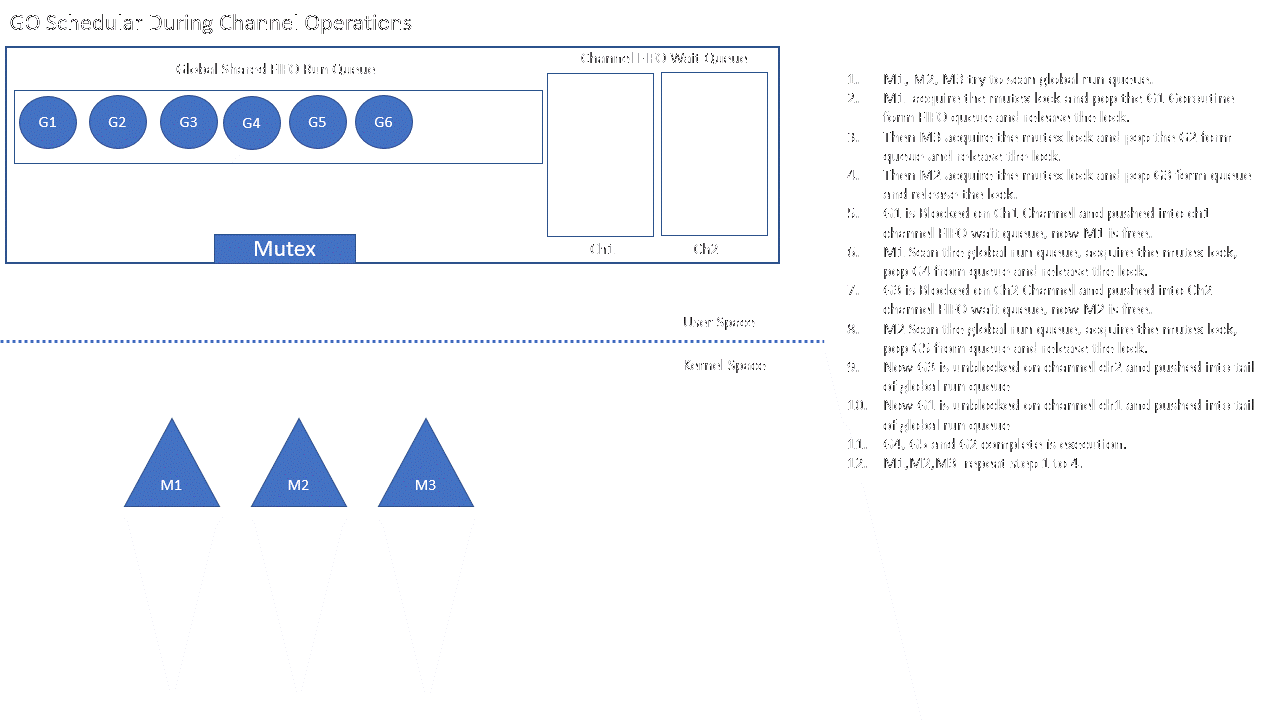 GO Schedular During Channel Operations
Global Shared FIFO Run Queue
Channel FIFO Wait Queue
G1 G2 G3 G4 G5 G6
Mutex
Ch1 Ch2
User Space
Kernel Space
M1 M2 M3
1. M1, M2, M3 try to scan global run queue.
2. M1 acquire the mutex lock and pop the G1 Goroutine
form FIFO queue and release the lock.
3. Then M3 acquire the mutex lock and pop the G2 form
queue and release the lock.
4. Then M2 acquire the mutex lock and pop G3 form queue
and release the lock.
5. G1 is Blocked on Ch1 Channel and pushed into ch1
channel FIFO wait queue, now M1 is free.
6. M1 Scan the global run queue, acquire the mutex lock,
pop G4 from queue and release the lock.
7. G3 is Blocked on Ch2 Channel and pushed into Ch2
channel FIFO wait queue, now M2 is free.
8. M2 Scan the global run queue, acquire the mutex lock,
pop G5 from queue and release the lock.
9. Now G3 is unblocked on channel ch2 and pushed into tail
of global run queue
10. Now G1 is unblocked on channel ch1 and pushed into tail
of global run queue
11. G4, G5 and G2 complete is execution.
12. M1,M2,M3 repeat step 1 to 4.